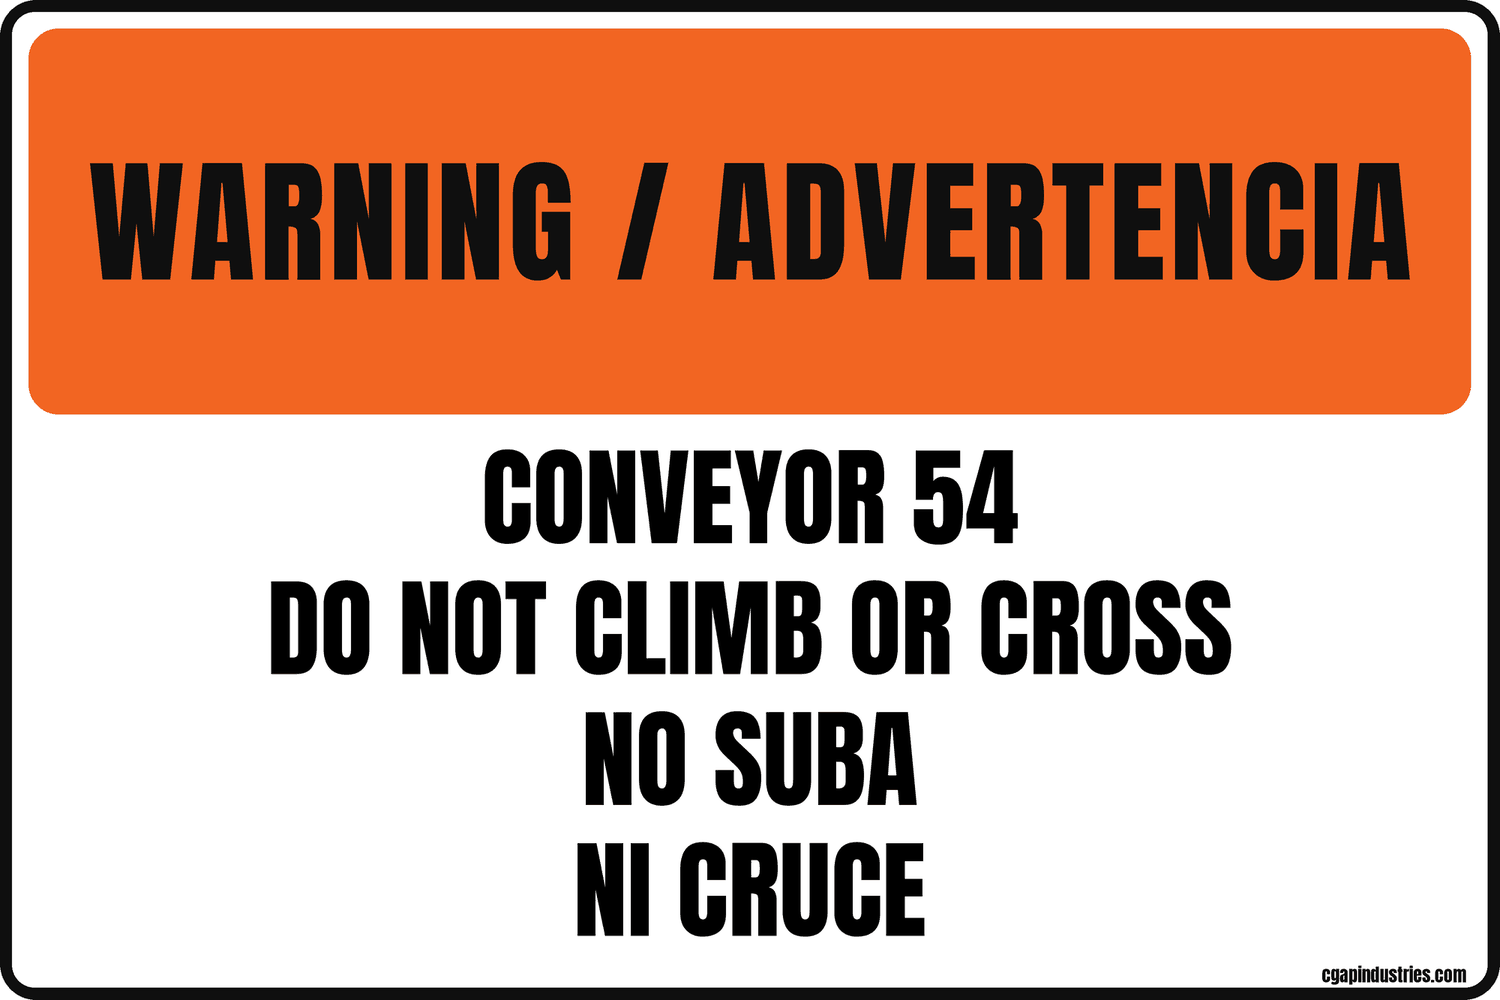 WARNING / ADVERTENCIA
CONVEYOR 54
DO NOT CLIMB OR CROSS
NO SUBA
NI CRUCE
cgapindustries.com